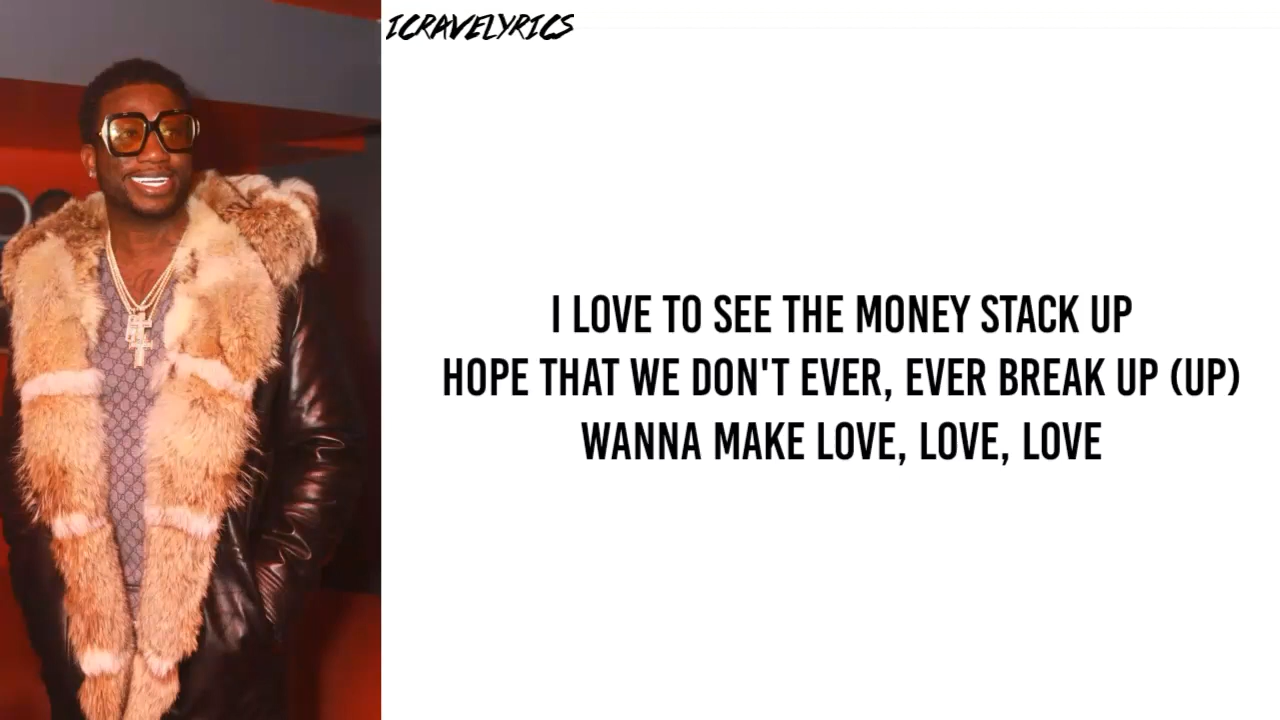 ICRAVELYRICS
I LOVE TO SEE THE MONEY STACK UP
HOPE THAT WE DON'T EVER, EVER BREAK UP (UP)
WANNA MAKE LOVE, LOVE, LOVE